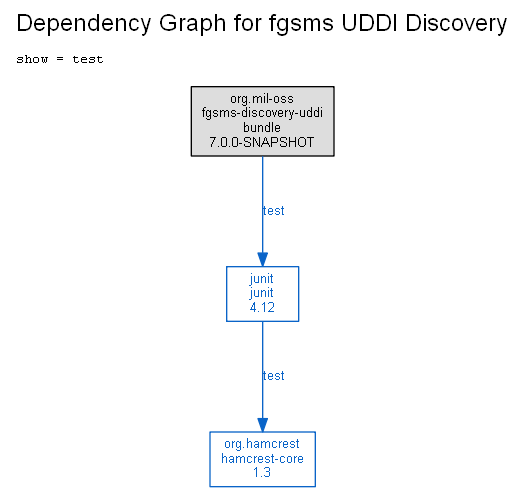 Dependency Graph for fgsms UDDI Discovery
show = test
org.mil-oss
fgsms-discovery-uddi
bundle
7.0.0-SNAPSHOT
test
junit
junit
4.12
test
org.hamcrest
hamcrest-core
1.3